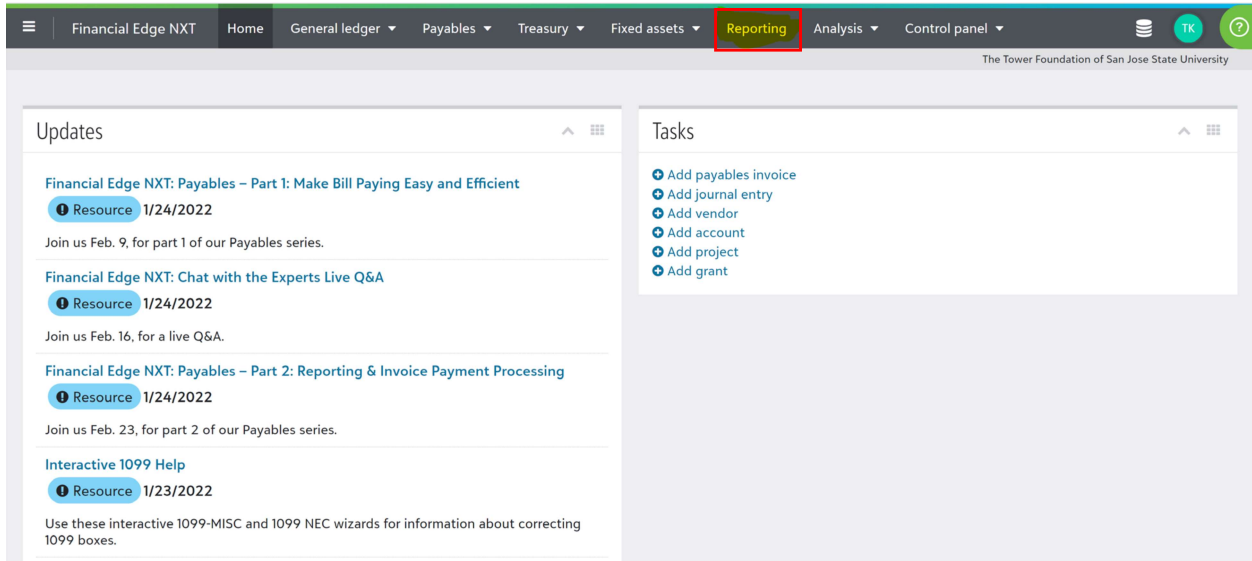 Financial Edge NXT Home General ledger Payables Treasury Fixed assets Reporting Analysis Control panel TK ?
The Tower Foundation of San Jose State University
Updates
Financial Edge NXT: Payables – Part 1: Make Bill Paying Easy and Efficient
Resource 1/24/2022
Join us Feb. 9, for part 1 of our Payables series.
Financial Edge NXT: Chat with the Experts Live Q&A
Resource 1/24/2022
Join us Feb. 16, for a live Q&A.
Financial Edge NXT: Payables – Part 2: Reporting & Invoice Payment Processing
Resource 1/24/2022
Join us Feb. 23, for part 2 of our Payables series.
Interactive 1099 Help
Resource 1/23/2022
Use these interactive 1099-MISC and 1099 NEC wizards for information about correcting
1099 boxes.
Tasks
Add payables invoice
Add journal entry
Add vendor
Add account
Add project
Add grant